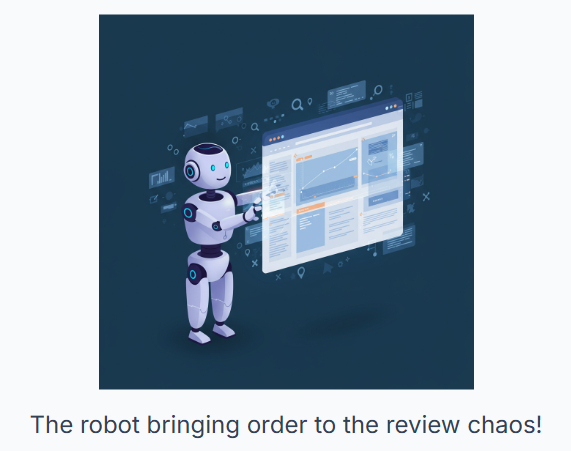 The robot bringing order to the review chaos!